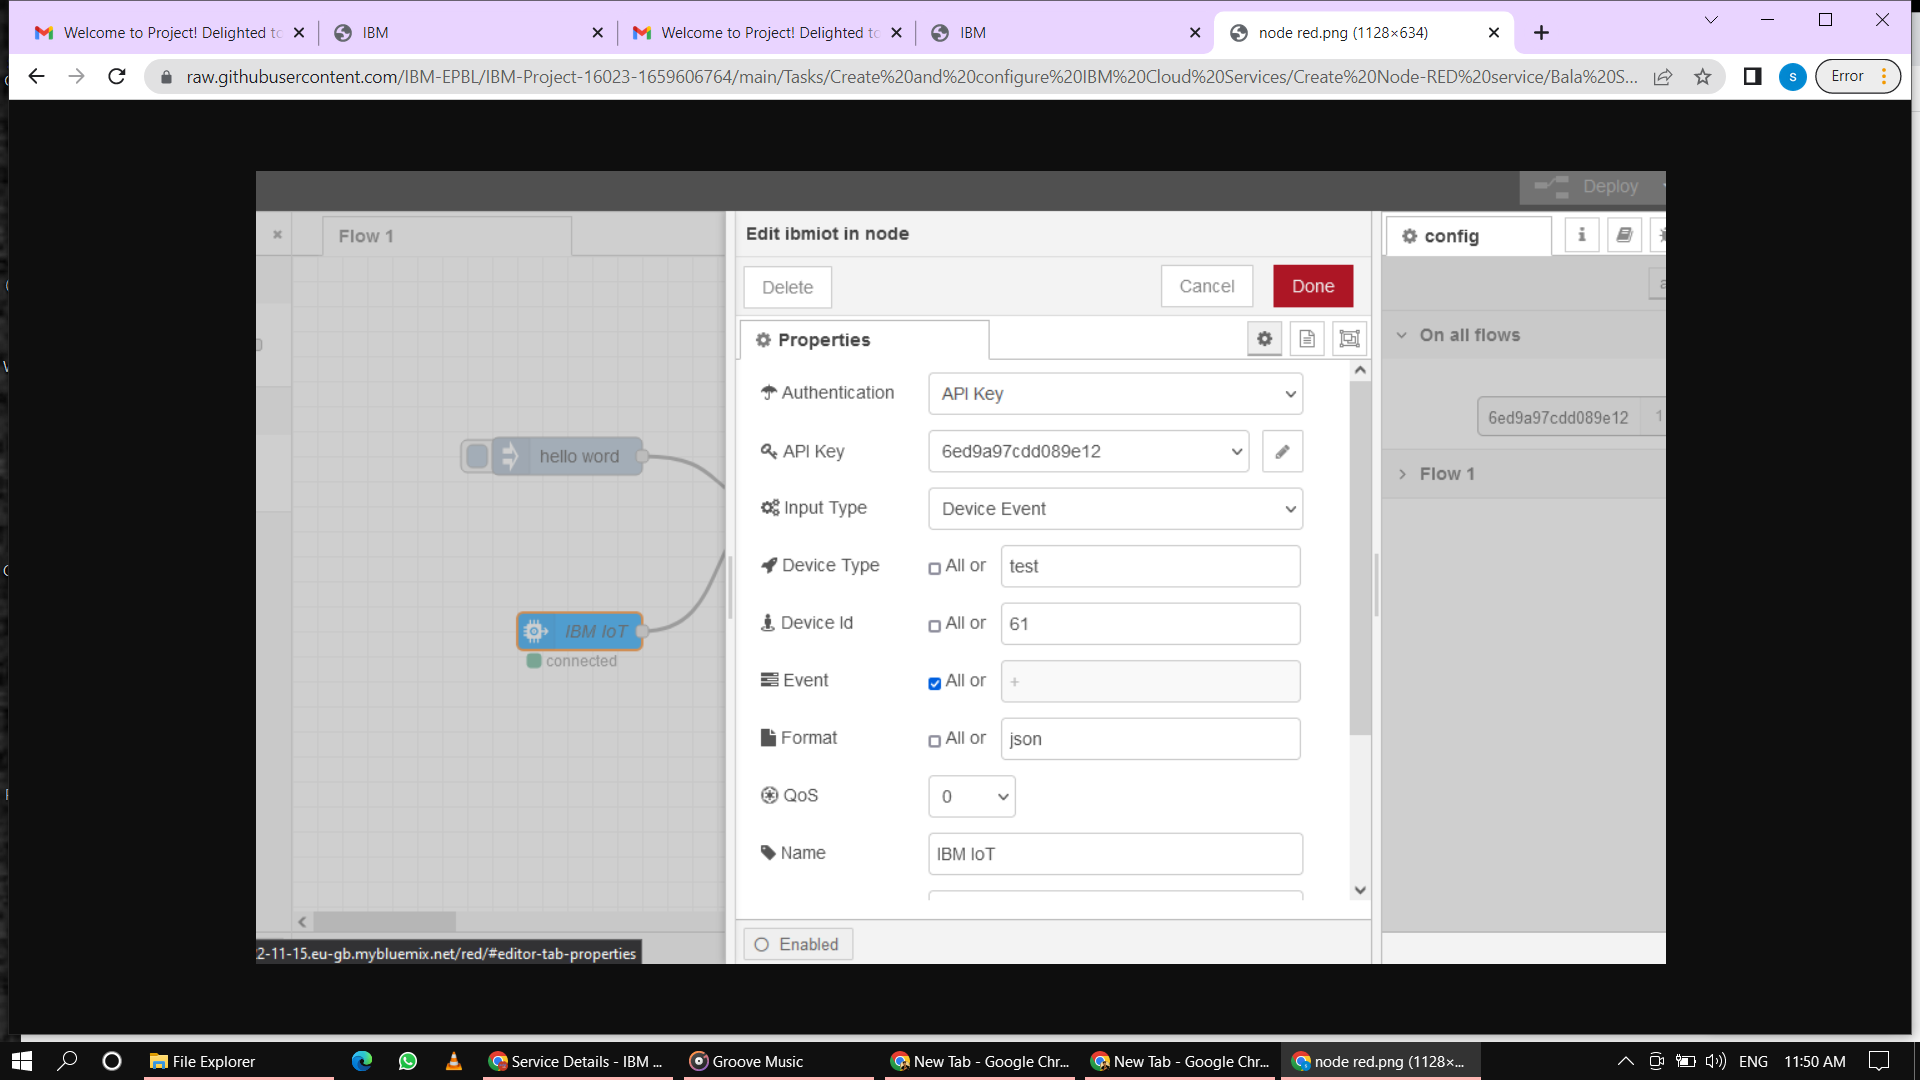 Welcome to Project! Delighted to
IBM
Welcome to Project! Delighted to
IBM
node red.png (1128×634)
raw.githubusercontent.com/IBM-EPBL/IBM-Project-16023-1659606764/main/Tasks/Create%20and%20configure%20IBM%20Cloud%20Services/Create%20Node-RED%20service/Bala%20S...
s
Error
Deploy
Flow 1
Edit ibmiot in node
config
Delete
Cancel
Done
Properties
On all flows
Authentication
API Key
6ed9a97cdd089e12
1
API Key
6ed9a97cdd089e12
hello word
Flow 1
Input Type
Device Event
Device Type
All or
test
Device Id
All or
61
IBM IoT
connected
Event
All or
+
Format
All or
json
QoS
0
Name
IBM IoT
Enabled
2-11-15.eu-gb.mybluemix.net/red/#editor-tab-properties
File Explorer
Service Details - IBM ...
Groove Music
New Tab - Google Chr...
New Tab - Google Chr...
node red.png (1128×...
ENG
11:50 AM